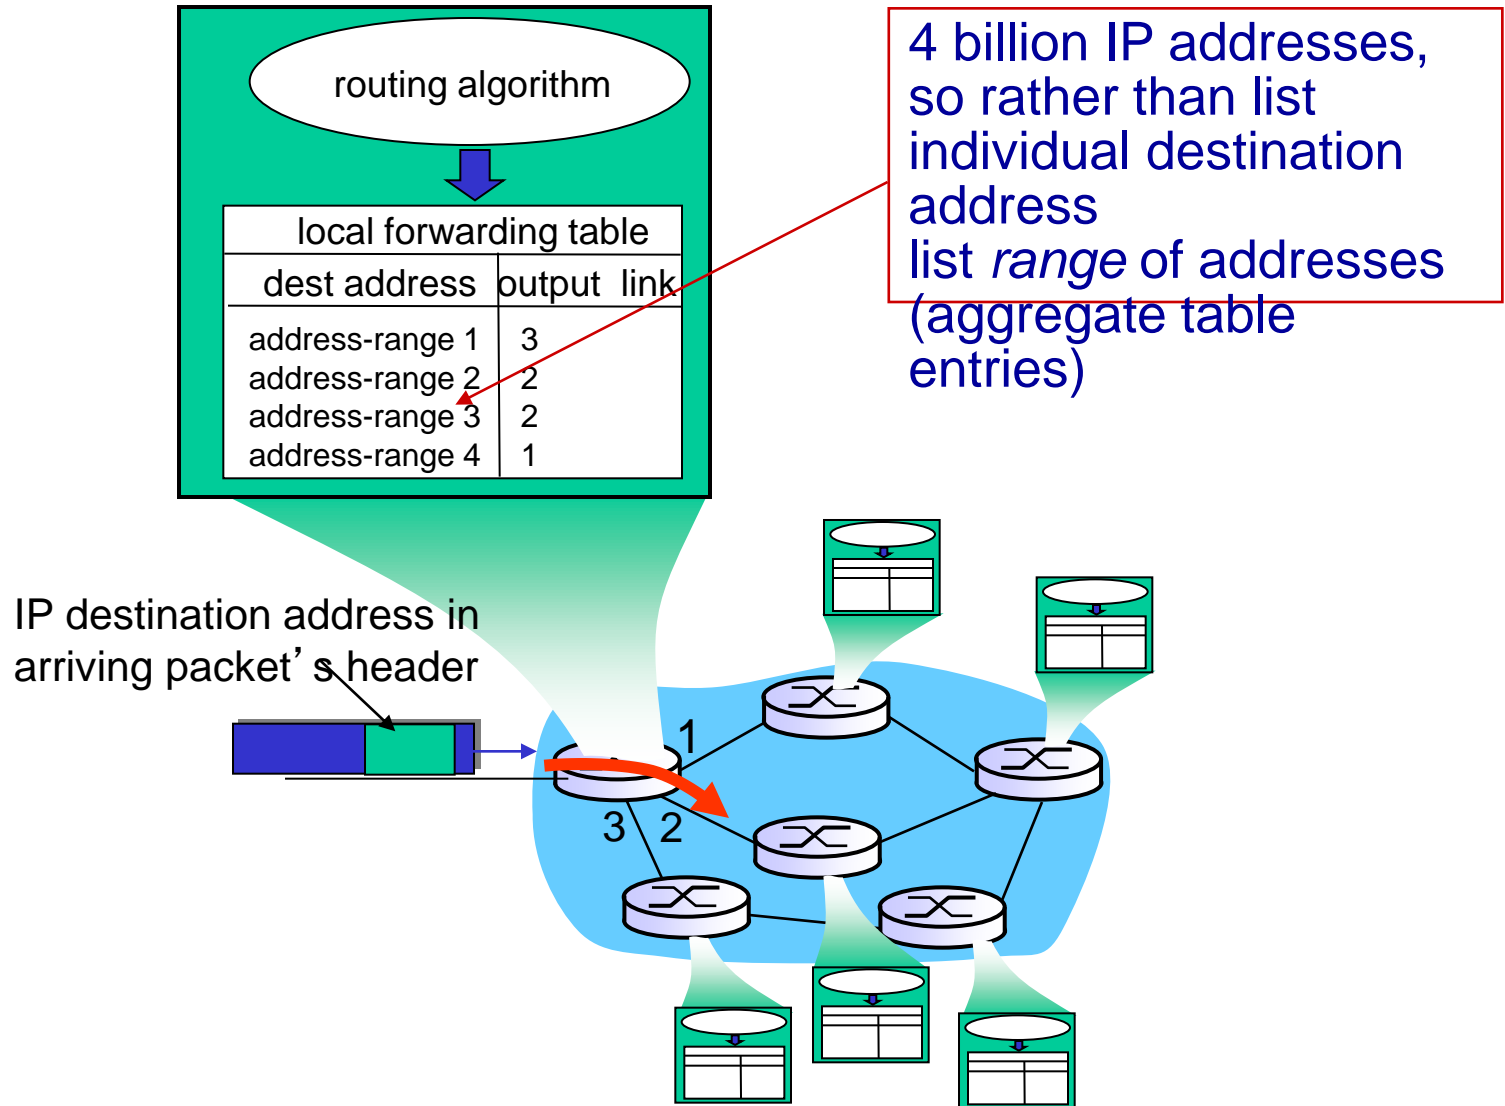 routing algorithm
local forwarding table
dest address output link
address-range 1 3
address-range 2 2
address-range 3 2
address-range 4 1
4 billion IP addresses,
so rather than list
individual destination
address
list range of addresses
(aggregate table
entries)
IP destination address in
arriving packet’s header
1
3 2